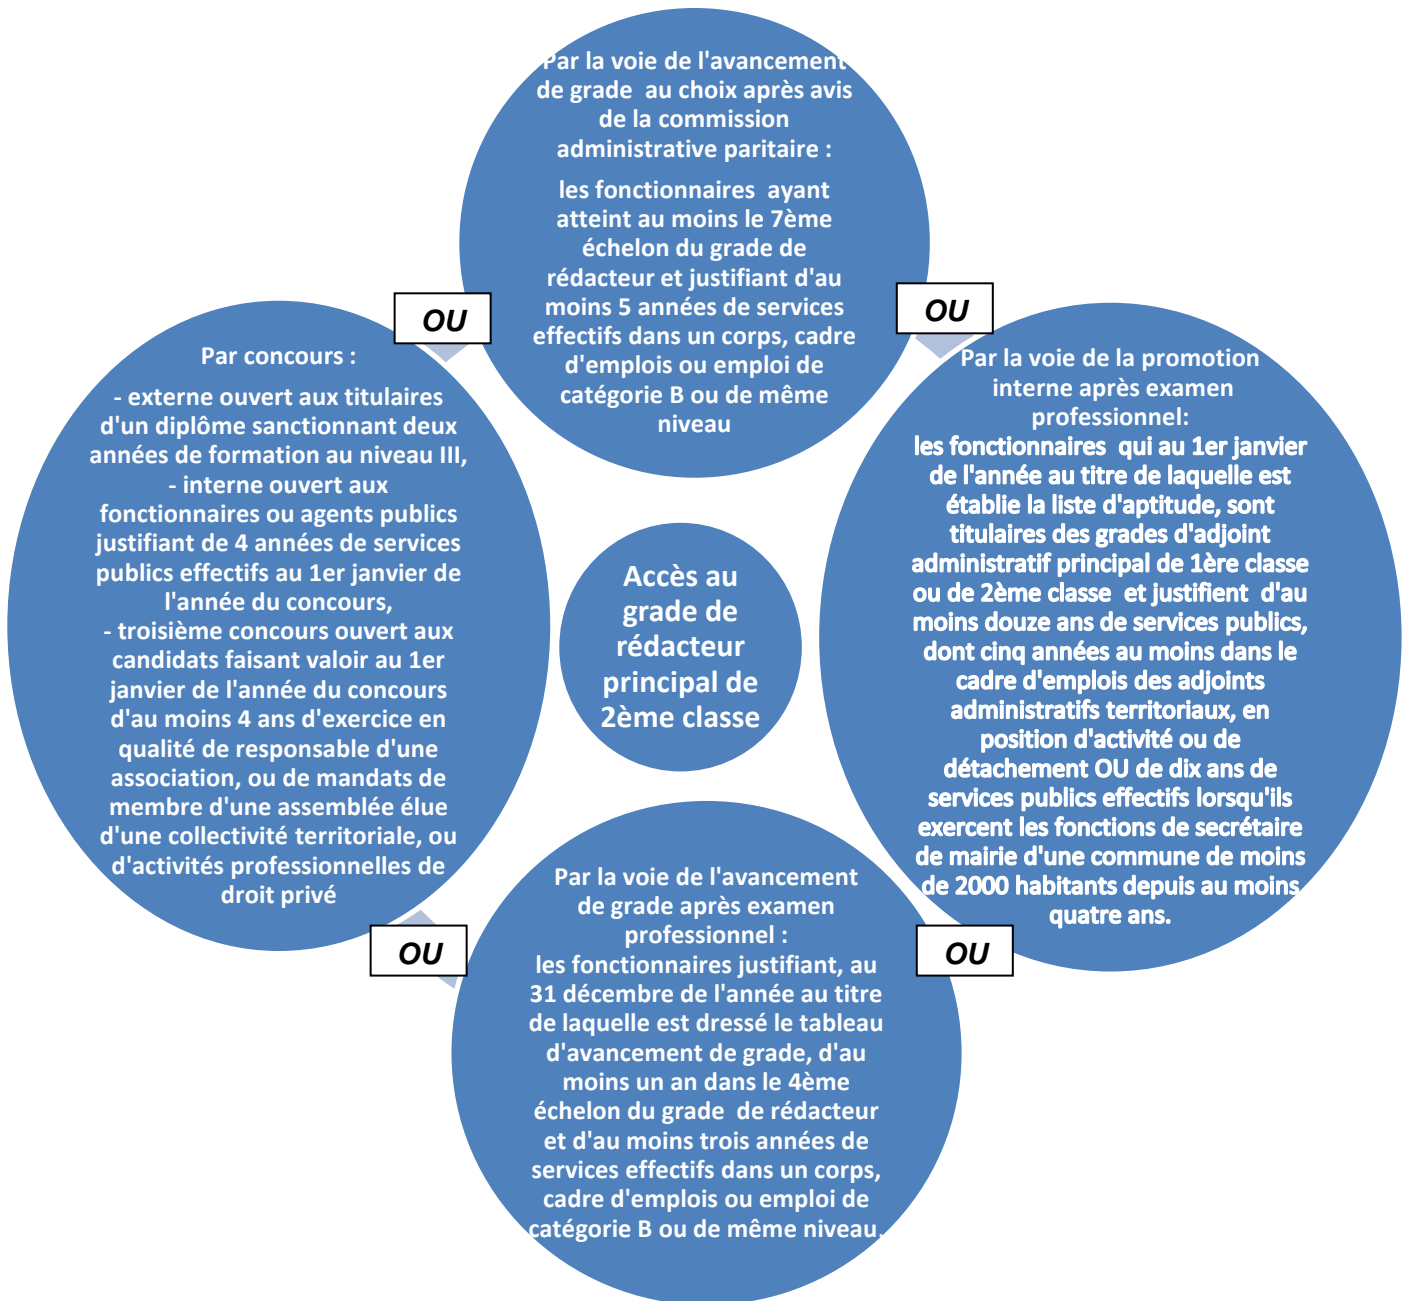 Par la voie de l'avancement
de grade au choix après avis
de la commission
administrative paritaire :
les fonctionnaires ayant
atteint au moins le 7ème
échelon du grade de
rédacteur et justifiant d'au
moins 5 années de services
effectifs dans un corps, cadre
d'emplois ou emploi de
catégorie B ou de même
niveau
OU
OU
Par concours :
- externe ouvert aux titulaires
d'un diplôme sanctionnant deux
années de formation au niveau III,
- interne ouvert aux
fonctionnaires ou agents publics
justifiant de 4 années de services
publics effectifs au 1er janvier de
l'année du concours,
- troisième concours ouvert aux
candidats faisant valoir au 1er
janvier de l'année du concours
d'au moins 4 ans d'exercice en
qualité de responsable d'une
association, ou de mandats de
membre d'une assemblée élue
d'une collectivité territoriale, ou
d'activités professionnelles de
droit privé
Accès au
grade de
rédacteur
principal de
2ème classe
Par la voie de la promotion
interne après examen
professionnel:
les fonctionnaires qui au 1er janvier
de l'année au titre de laquelle est
établie la liste d'aptitude, sont
titulaires des grades d'adjoint
administratif principal de 1ère classe
ou de 2ème classe et justifient d'au
moins douze ans de services publics,
dont cinq années au moins dans le
cadre d'emplois des adjoints
administratifs territoriaux, en
position d'activité ou de
détachement OU de dix ans de
services publics effectifs lorsqu'ils
exercent les fonctions de secrétaire
de mairie d'une commune de moins
de 2000 habitants depuis au moins
quatre ans.
OU
OU
Par la voie de l'avancement
de grade après examen
professionnel :
les fonctionnaires justifiant, au
31 décembre de l'année au titre
de laquelle est dressé le tableau
d'avancement de grade, d'au
moins un an dans le 4ème
échelon du grade de rédacteur
et d'au moins trois années de
services effectifs dans un corps,
cadre d'emplois ou emploi de
catégorie B ou de même niveau.